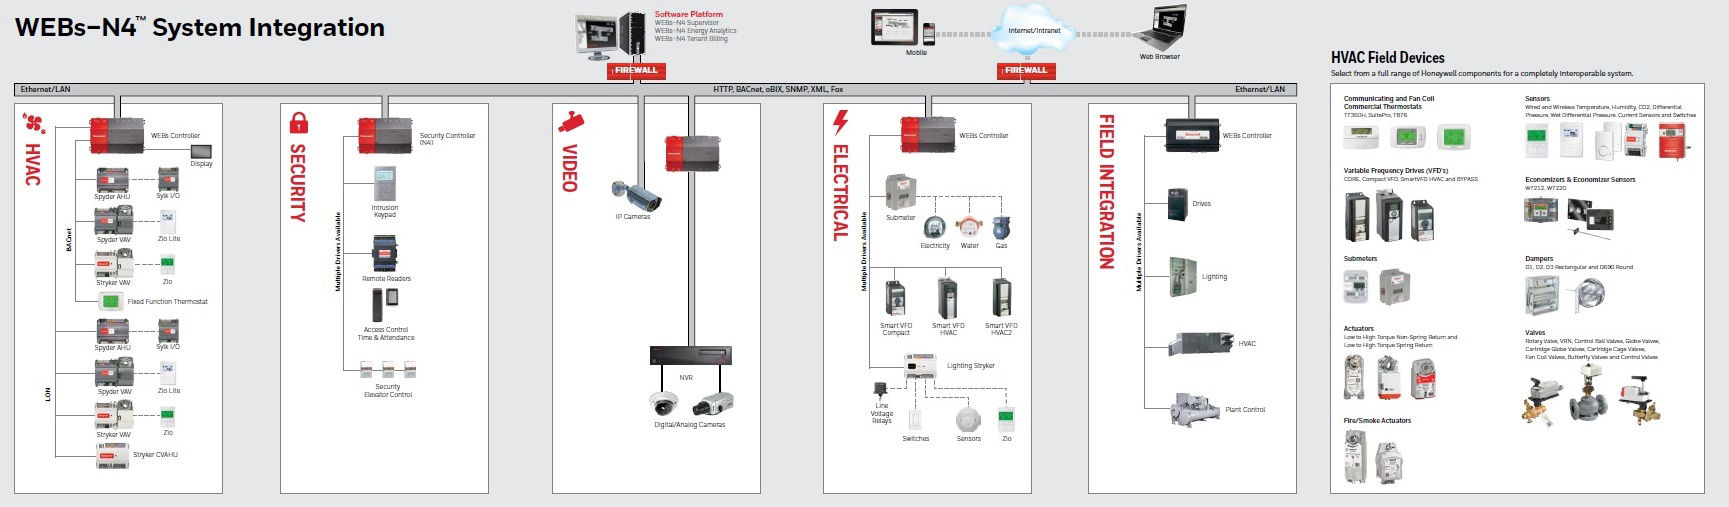 WEBs–N4™ System Integration
Software Platform
WEBs–N4 Supervisor
WEBs–N4 Energy Analytics
WEBs–N4 Tenant Billing
FIREWALL
Mobile
Internet/Intranet
Web Browser
FIREWALL
Ethernet/LAN
HTTP, BACnet, oBIX, SNMP, XML, Fox
Ethernet/LAN
HVAC
WEBs Controller
Display
BACnet
Spyder AHU
Sylk I/O
Spyder VAV
Zio Lite
Stryker VAV
Zio
Fixed Function Thermostat
LON
Spyder AHU
Sylk I/O
Spyder VAV
Zio Lite
Stryker VAV
Zio
Stryker CVAHU
SECURITY
Security Controller
(NA)
Multiple Drivers Available
Intrusion
Keypad
Remote Readers
Access Control
Time & Attendance
Security
Elevator Control
VIDEO
IP Cameras
NVR
Digital/Analog Cameras
ELECTRICAL
WEBs Controller
Multiple Drivers Available
Submeter
Electricity
Water
Gas
Smart VFD
Compact
Smart VFD
HVAC
Smart VFD
HVAC2
Lighting Stryker
Line
Voltage
Relays
Switches
Sensors
Zio
FIELD INTEGRATION
WEBs Controller
Multiple Drivers Available
Drives
Lighting
HVAC
Plant Control
HVAC Field Devices
Select from a full range of Honeywell components for a completely interoperable system.
Communicating and Fan Coil
Commercial Thermostats
T7350H, SuitePro, TB76
Variable Frequency Drives (VFD's)
CORE, Compact VFD, SmartVFD HVAC and BYPASS
Submeters
Actuators
Low to High Torque Non-Spring Return and
Low to High Torque Spring Return
Fire/Smoke Actuators
Sensors
Wired and Wireless Temperature, Humidity, CO2, Differential
Pressure, Wet Differential Pressure, Current Sensors and Switches
Economizers & Economizer Sensors
W7212, W7220
Dampers
D1, D2, D3 Rectangular and D690 Round
Valves
Rotary Valve, VRN, Control Ball Valves, Globe Valves,
Cartridge Globe Valves, Cartridge Cage Valves,
Fan Coil Valves, Butterfly Valves and Control Valves